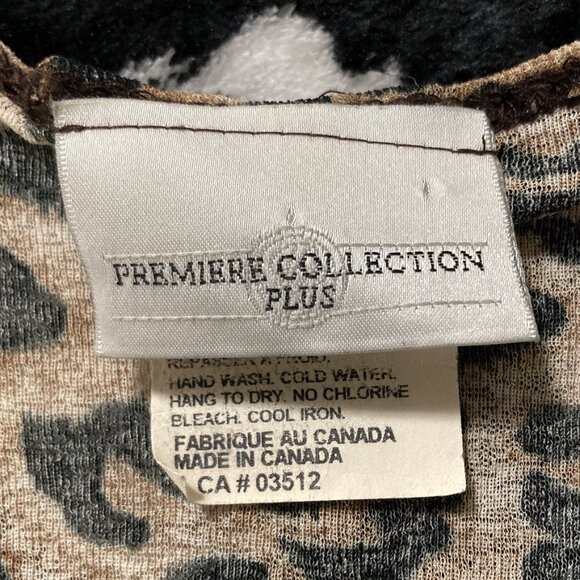 PREMIERE COLLECTION
PLUS
REPASSER A FROID.
HAND WASH. COLD WATER.
HANG TO DRY. NO CHLORINE
BLEACH. COOL IRON.
FABRIQUE AU CANADA
MADE IN CANADA
CA # 03512